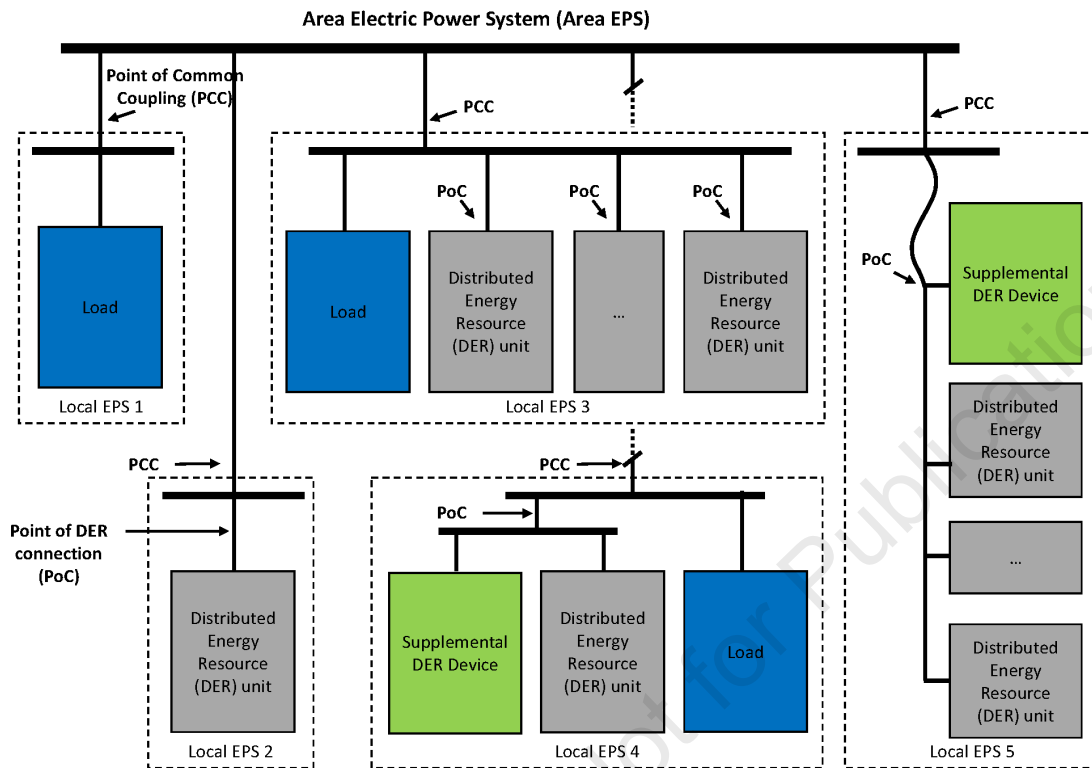 Area Electric Power System (Area EPS)
Point of Common
Coupling (PCC)
PCC
PCC
Load
Local EPS 1
PoC
PoC
PoC
Load
Distributed
Energy
Resource
(DER) unit
...
Distributed
Energy
Resource
(DER) unit
Local EPS 3
PoC
Supplemental
DER Device
Distributed
Energy
Resource
(DER) unit
...
Distributed
Energy
Resource
(DER) unit
Local EPS 5
PCC
Point of DER
connection
(PoC)
Distributed
Energy
Resource
(DER) unit
Local EPS 2
PCC
PoC
Supplemental
DER Device
Distributed
Energy
Resource
(DER) unit
Load
Local EPS 4
for Publication